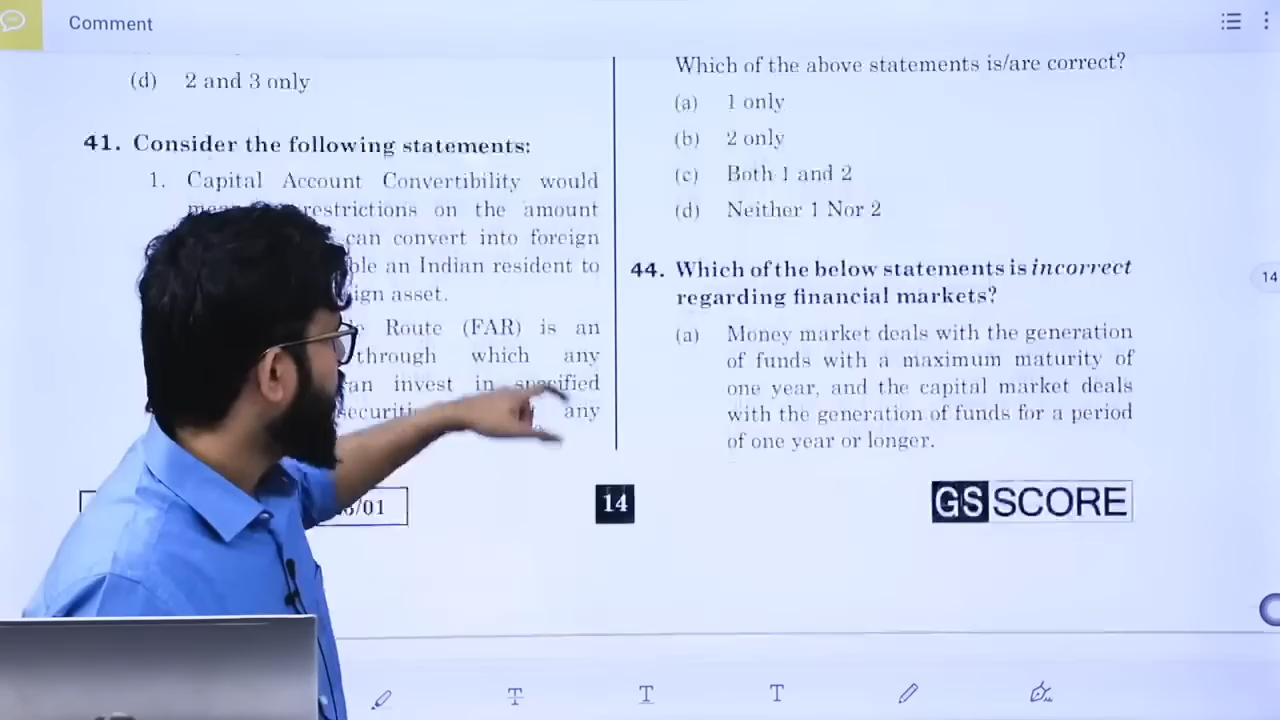 Comment
(d) 2 and 3 only
41. Consider the following statements:
1. Capital Account Convertibility would
restrictions on the amount
can convert into foreign
an Indian resident to
asset.
Route (FAR) is an
through which any
invest in specified
any
14
Which of the above statements is/are correct?
(a) 1 only
(b) 2 only
(c) Both 1 and 2
(d) Neither 1 Nor 2
44. Which of the below statements is incorrect
regarding financial markets?
(a) Money market deals with the generation
of funds with a maximum maturity of
one year, and the capital market deals
with the generation of funds for a period
of one year or longer.
GS SCORE
14
T
T
T